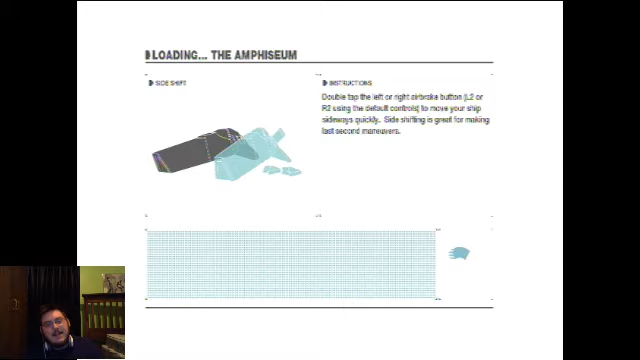 LOADING... THE AMPHISEUM
SIDE SHIFT
INSTRUCTIONS
Double tap the left or right airbrake button (L2 or
R2 using the default controls) to move your ship
sideways quickly. Side shifting is great for making
last second maneuvers.